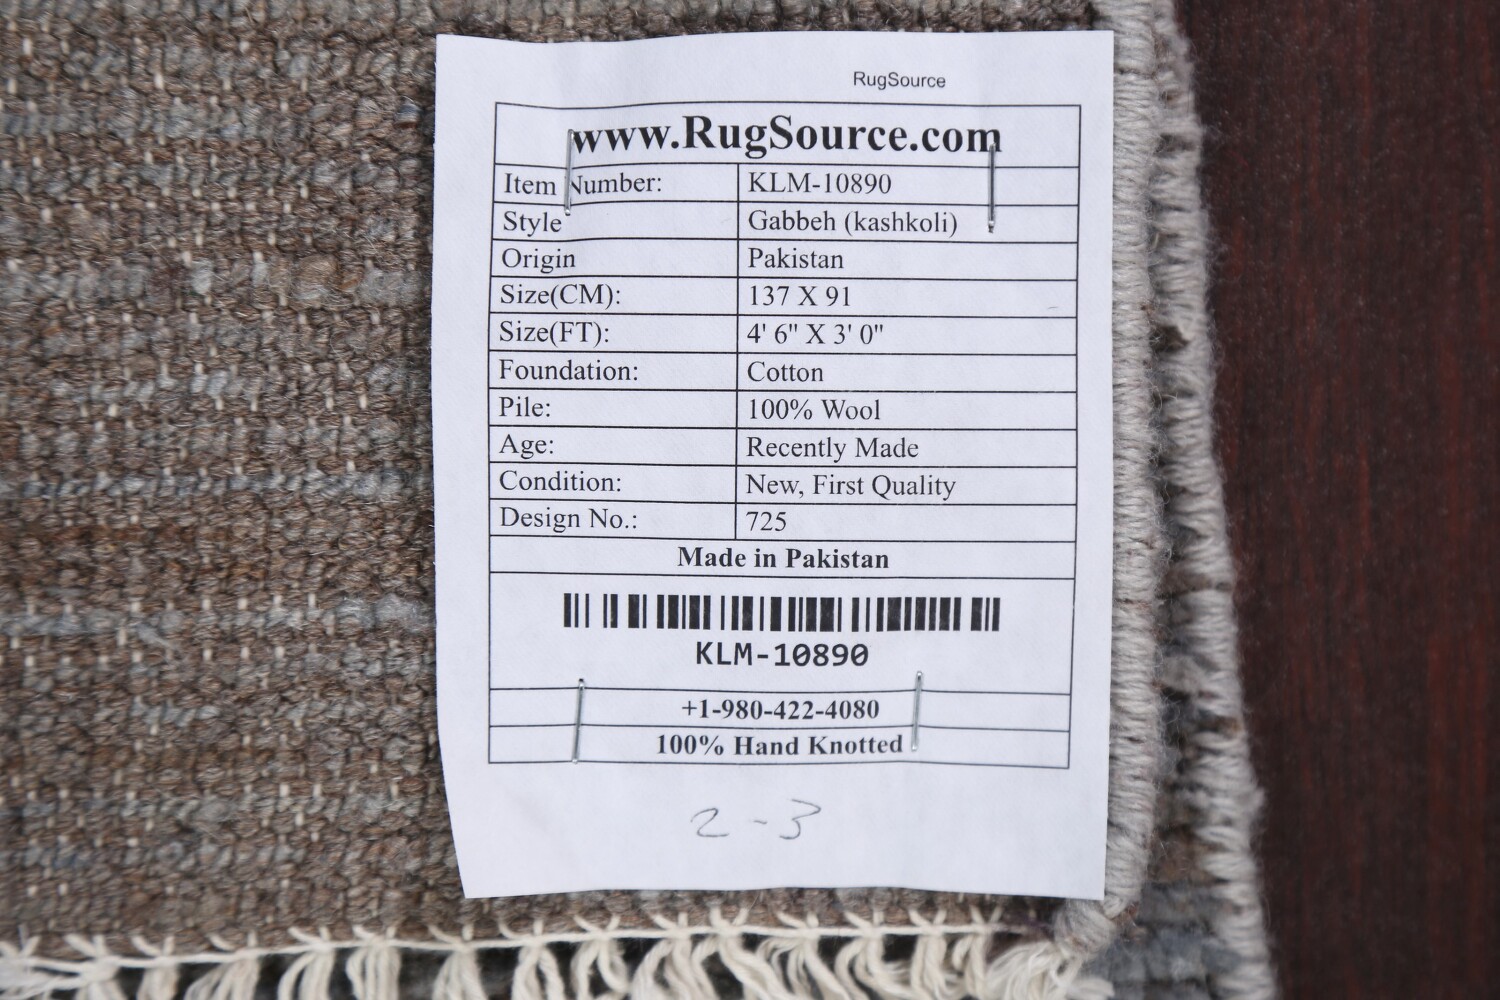 RugSource
www.RugSource.com
Item Number: KLM-10890
Style Gabbeh (kashkoli)
Origin Pakistan
Size(CM): 137 X 91
Size(FT): 4' 6" X 3' 0"
Foundation: Cotton
Pile: 100% Wool
Age: Recently Made
Condition: New, First Quality
Design No.: 725
Made in Pakistan
KLM-10890
+1-980-422-4080
100% Hand Knotted
2-3